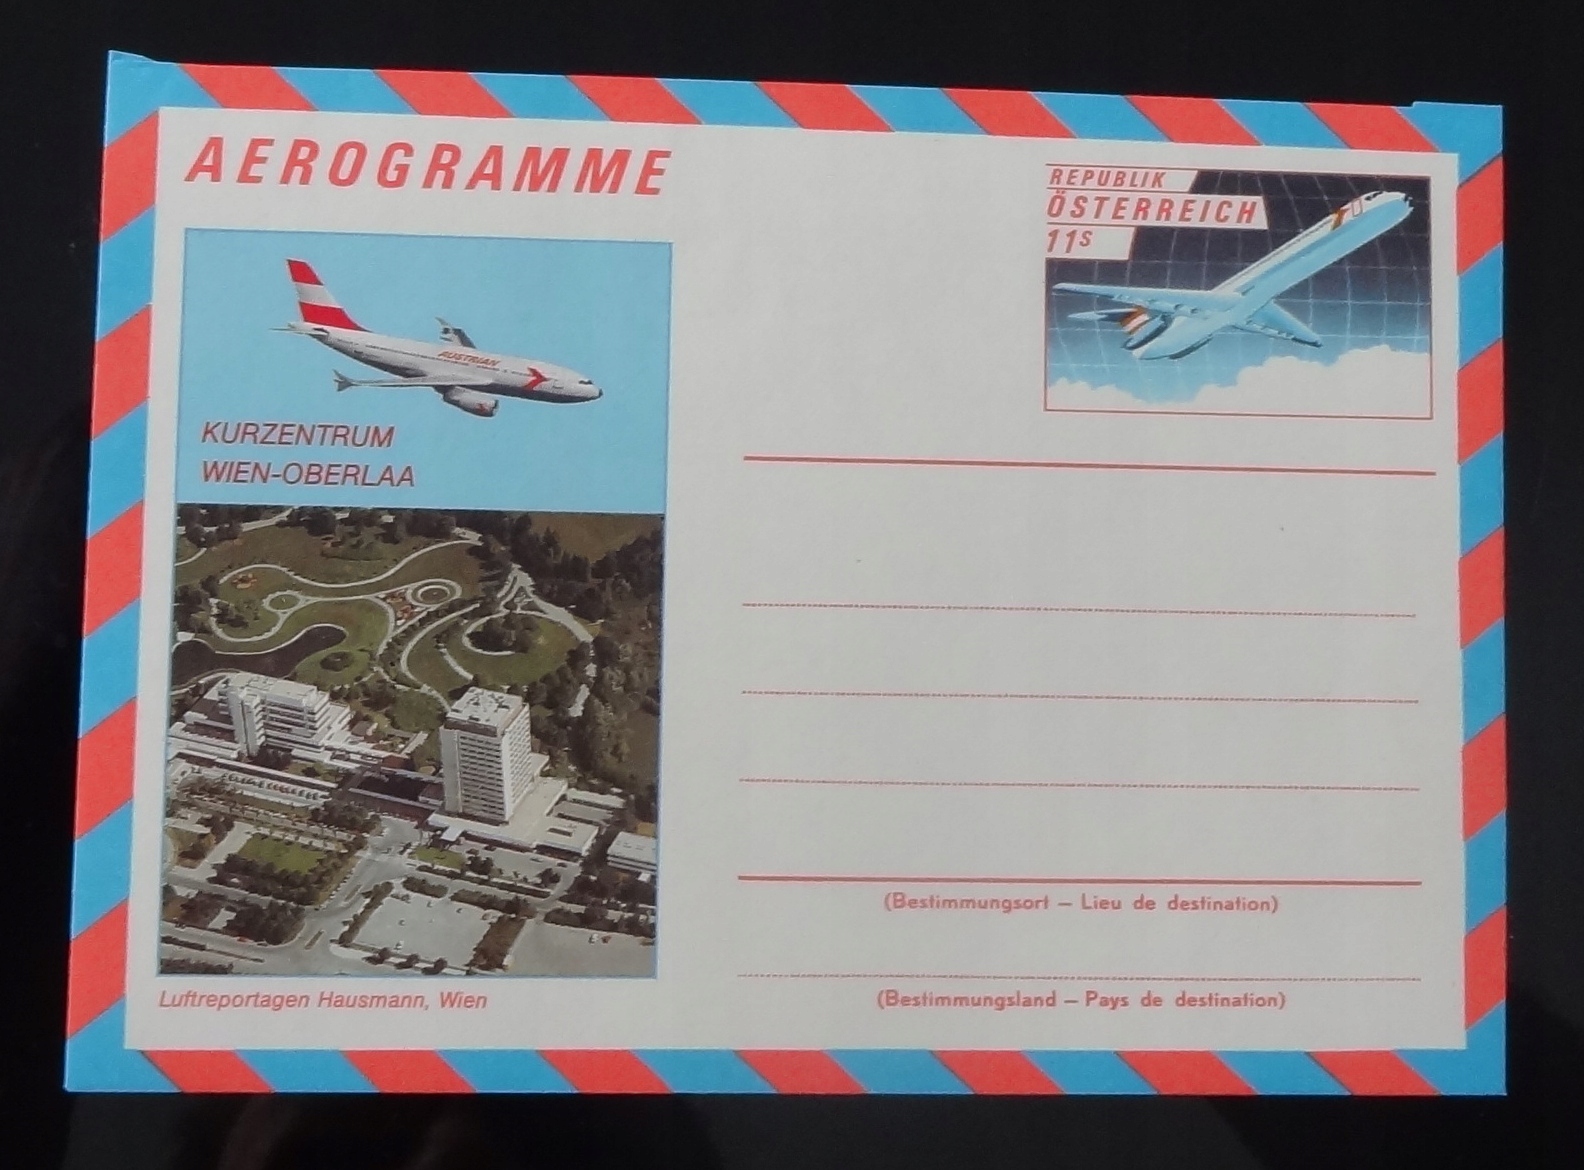 AEROGRAMME
REPUBLIK
ÖSTERREICH
11s
AUSTRIAN
KURZENTRUM
WIEN-OBERLAA
(Bestimmungsort – Lieu de destination)
Luftreportagen Hausmann, Wien
(Bestimmungsland – Pays de destination)